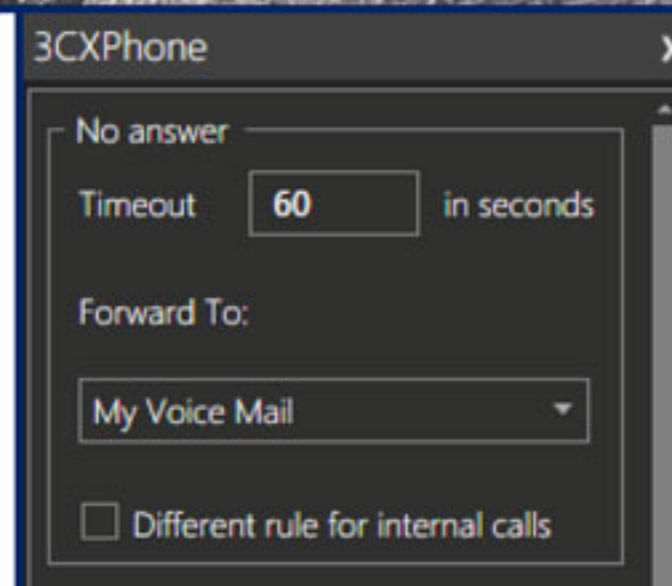 3CXPhone
No answer
Timeout 60 in seconds
Forward To:
My Voice Mail
Different rule for internal calls